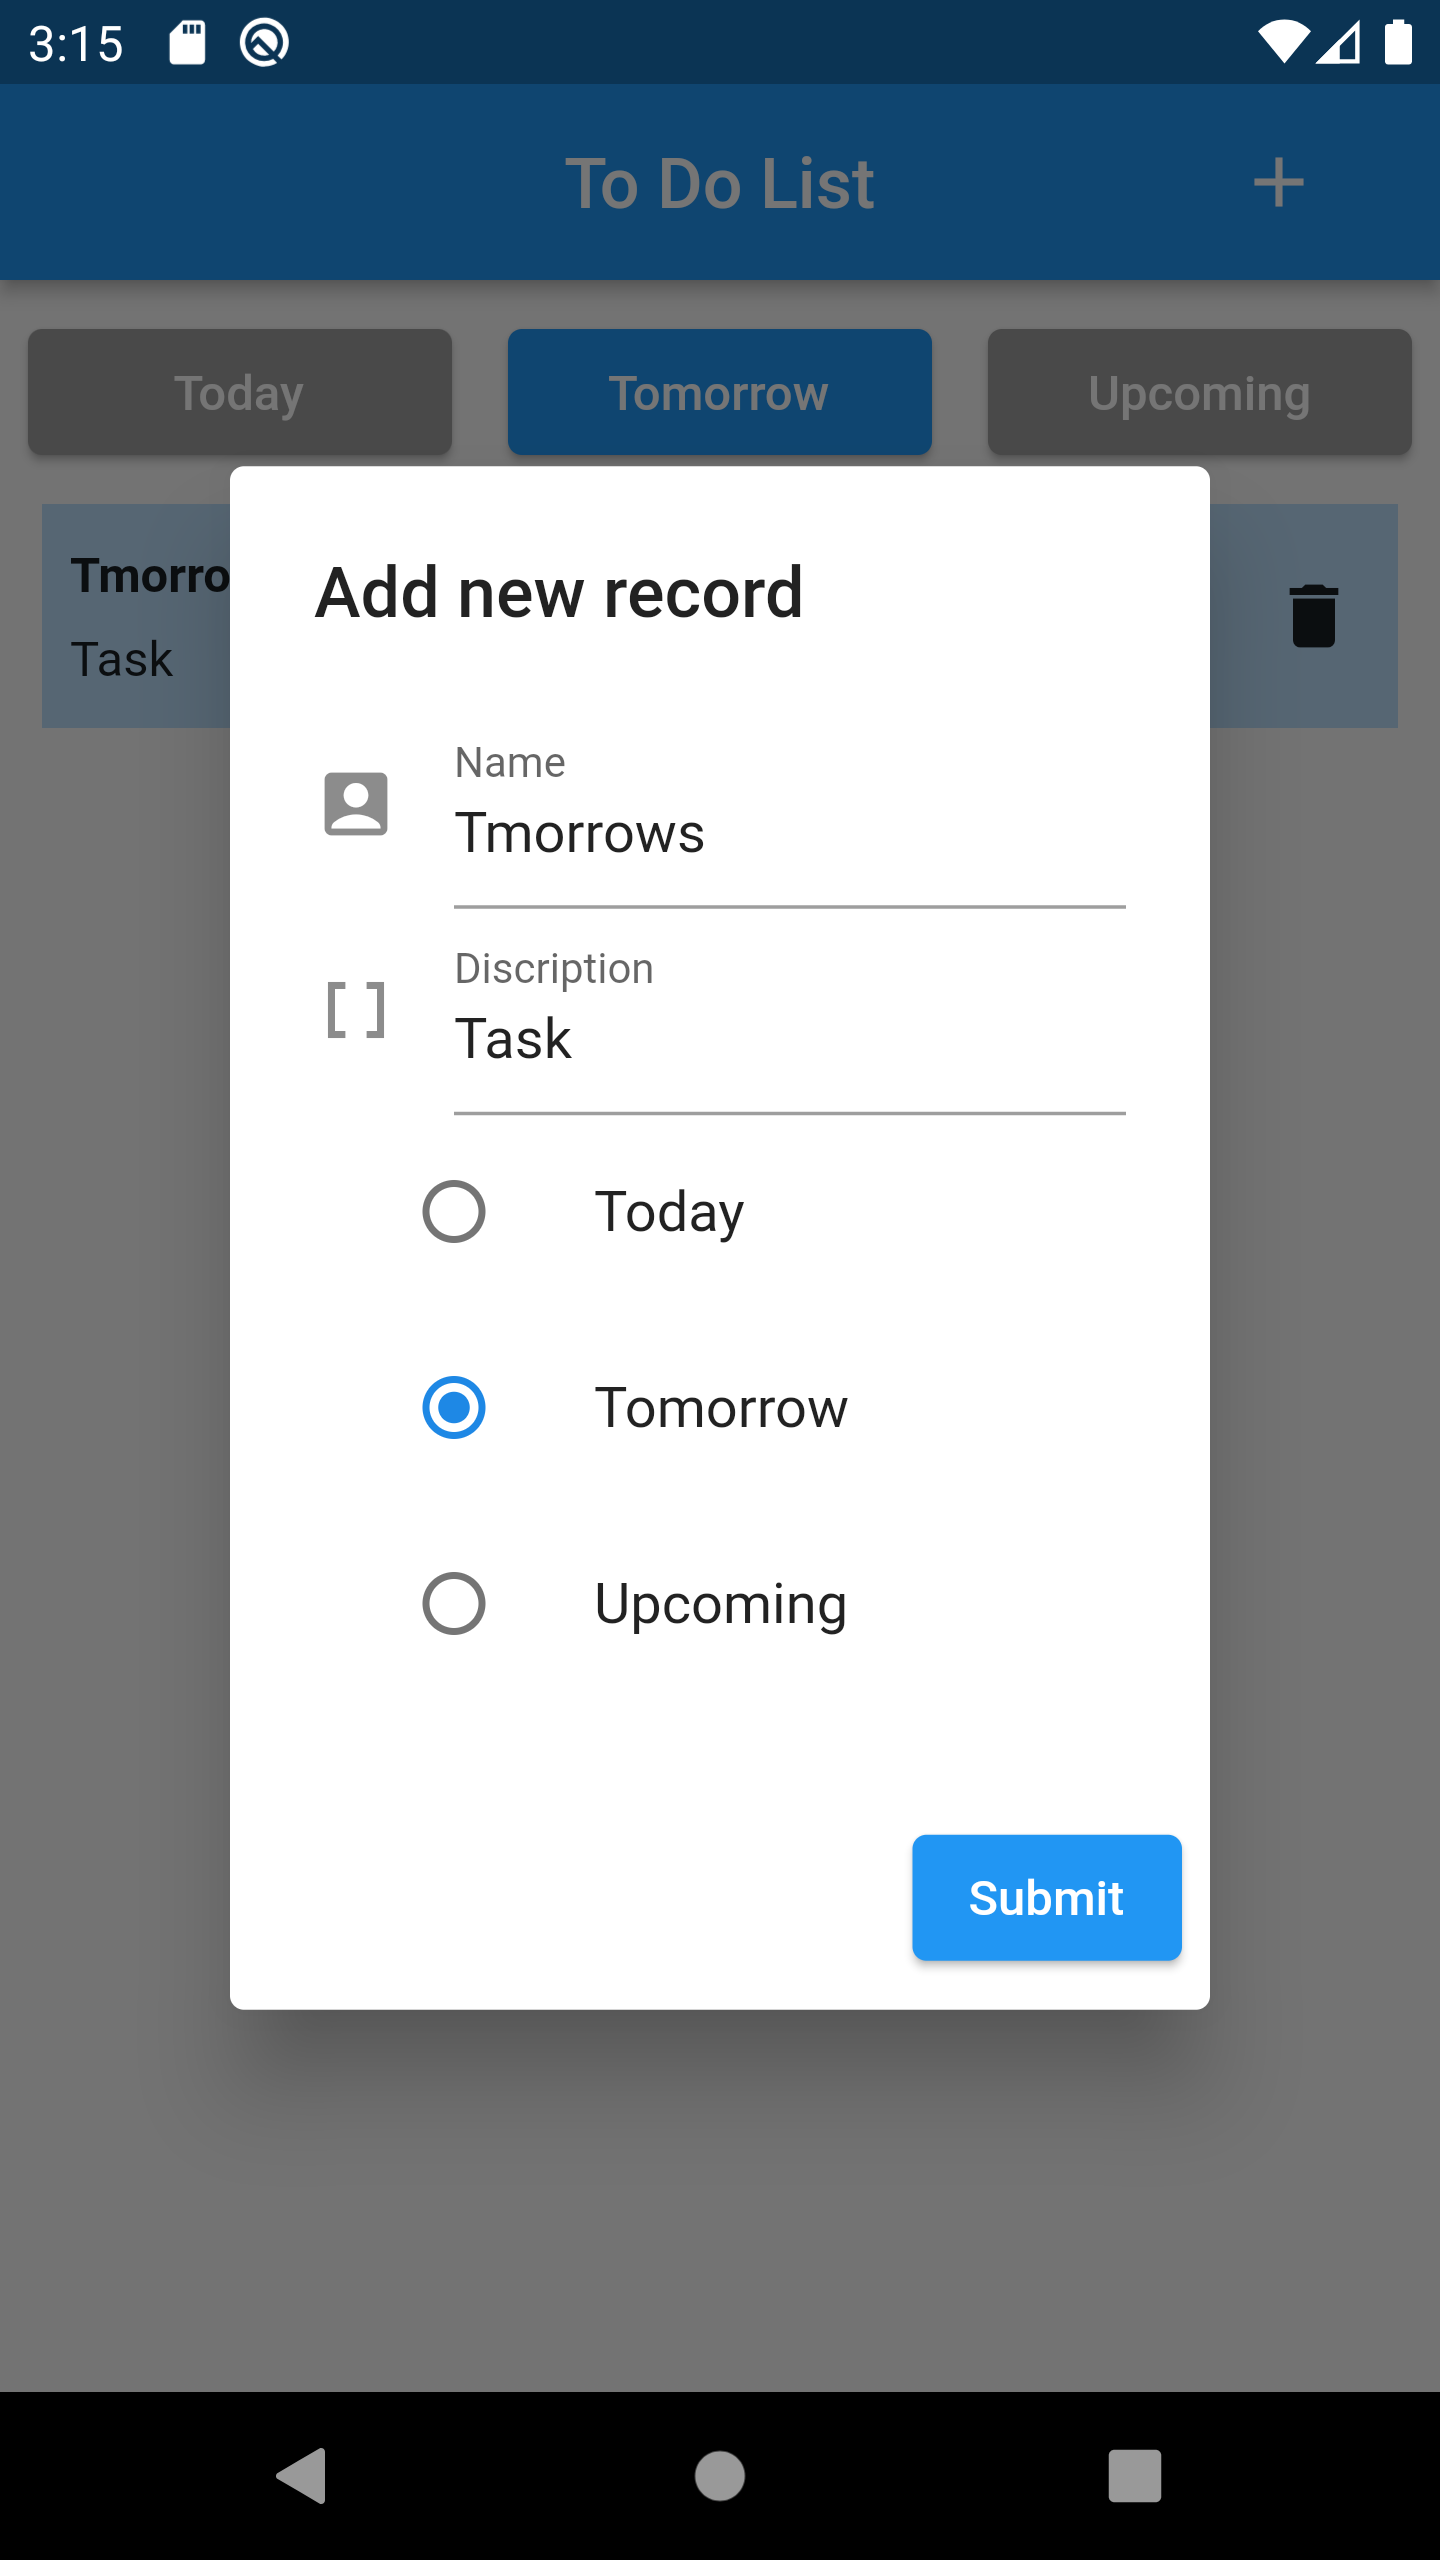 3:15
To Do List
Today Tomorrow Upcoming
Tmorro
Task
Add new record
Name
Tmorrows
Discription
Task
Today
Tomorrow
Upcoming
Submit